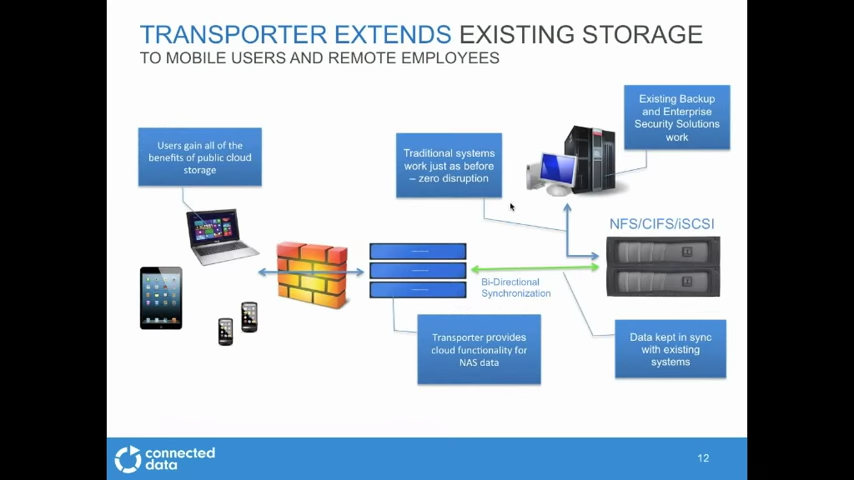 TRANSPORTER EXTENDS EXISTING STORAGE
TO MOBILE USERS AND REMOTE EMPLOYEES
Existing Backup
and Enterprise
Security Solutions
work
Users gain all of the
benefits of public cloud
storage
Traditional systems
work just as before
– zero disruption
NFS/CIFS/iSCSI
Bi-Directional
Synchronization
Transporter provides
cloud functionality for
NAS data
Data kept in sync
with existing
systems
connected
data
12